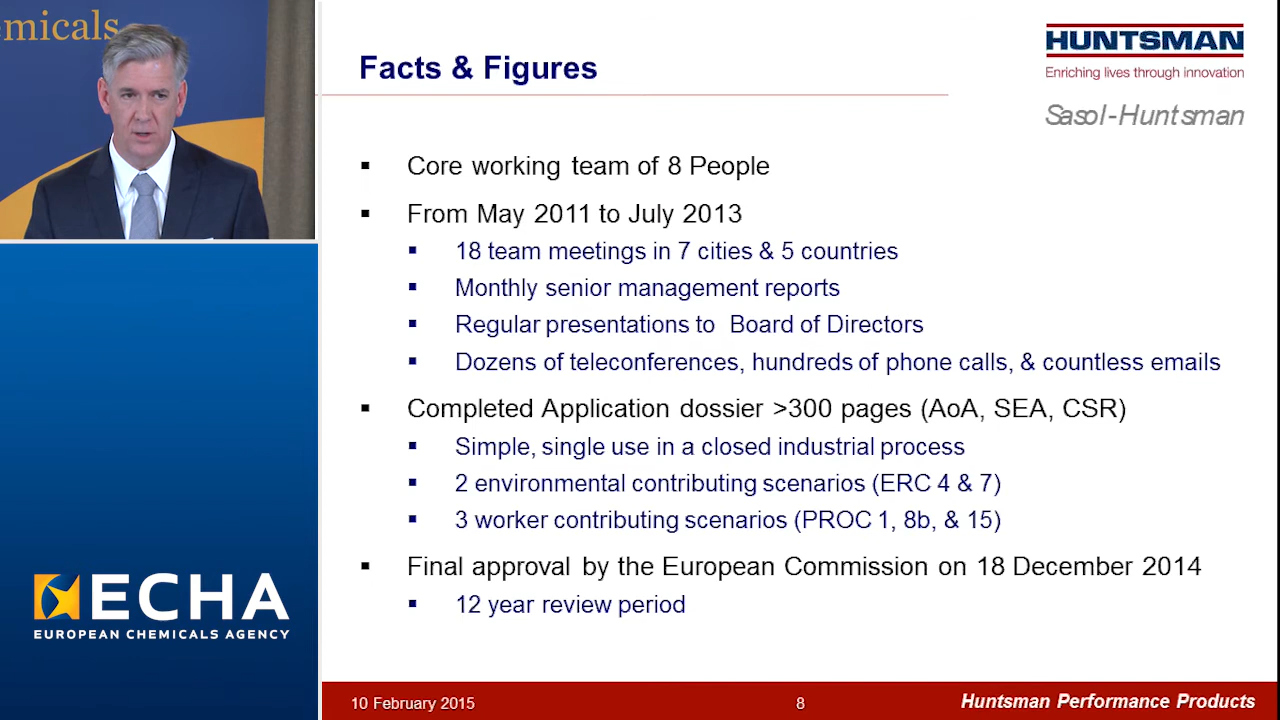 emicals
Facts & Figures
HUNTSMAN
Enriching lives through innovation
Sasol-Huntsman
Core working team of 8 People
From May 2011 to July 2013
18 team meetings in 7 cities & 5 countries
Monthly senior management reports
Regular presentations to Board of Directors
Dozens of teleconferences, hundreds of phone calls, & countless emails
Completed Application dossier >300 pages (AoA, SEA, CSR)
Simple, single use in a closed industrial process
2 environmental contributing scenarios (ERC 4 & 7)
3 worker contributing scenarios (PROC 1, 8b, & 15)
Final approval by the European Commission on 18 December 2014
12 year review period
ECHA
EUROPEAN CHEMICALS AGENCY
10 February 2015
8
Huntsman Performance Products